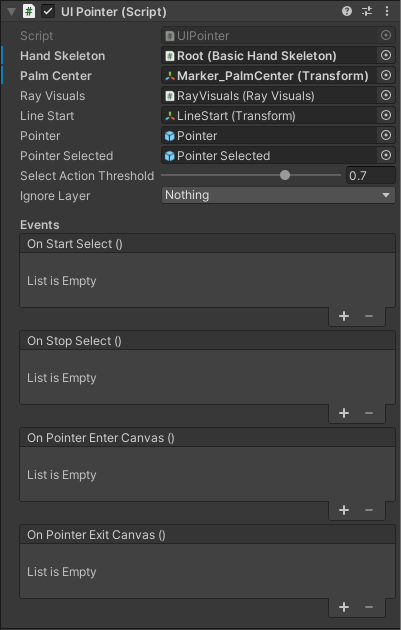 UI Pointer (Script)
Script UIPointer
Hand Skeleton Root (Basic Hand Skeleton)
Palm Center Marker_PalmCenter (Transform)
Ray Visuals RayVisuals (Ray Visuals)
Line Start LineStart (Transform)
Pointer Pointer
Pointer Selected Pointer Selected
Select Action Threshold 0.7
Ignore Layer Nothing
Events
On Start Select ()
List is Empty
+ −
On Stop Select ()
List is Empty
+ −
On Pointer Enter Canvas ()
List is Empty
+ −
On Pointer Exit Canvas ()
List is Empty
+ −